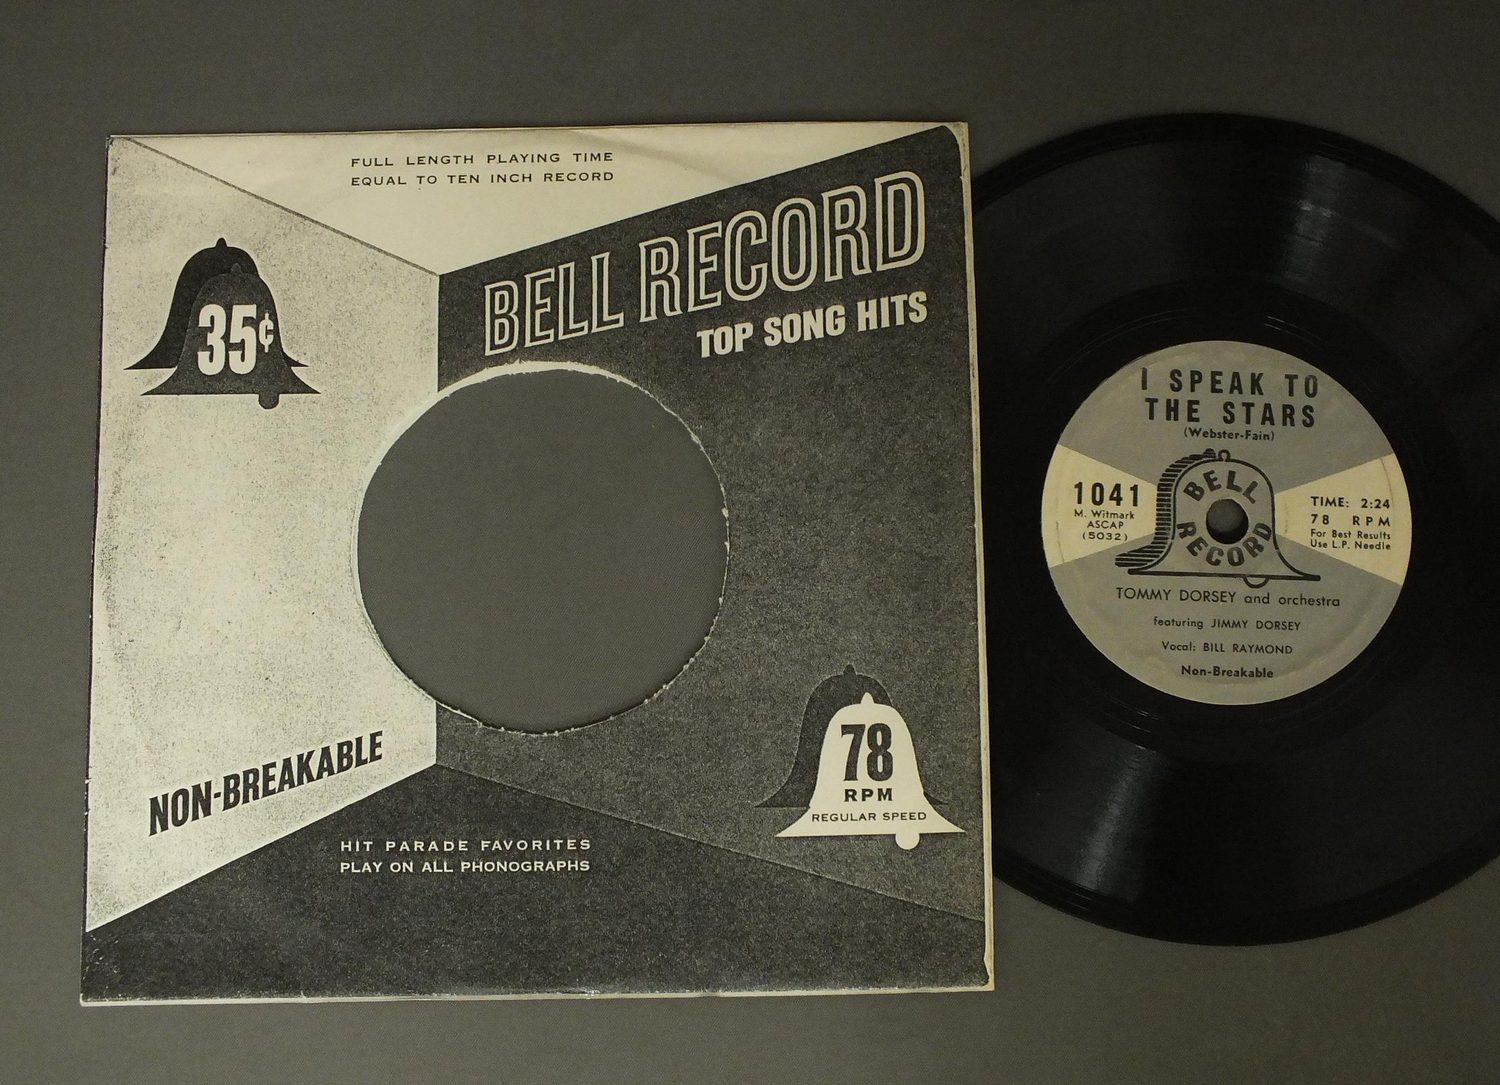 FULL LENGTH PLAYING TIME
EQUAL TO TEN INCH RECORD
BELL RECORD
TOP SONG HITS
35¢
NON-BREAKABLE
78
RPM
REGULAR SPEED
HIT PARADE FAVORITES
PLAY ON ALL PHONOGRAPHS
I SPEAK TO
THE STARS
(Webster-Fain)
BELL
RECORD
1041
M. Witmark
ASCAP
(5032)
TIME: 2:24
78 RPM
For Best Results
Use L.P. Needle
TOMMY DORSEY and orchestra
featuring JIMMY DORSEY
Vocal: BILL RAYMOND
Non-Breakable